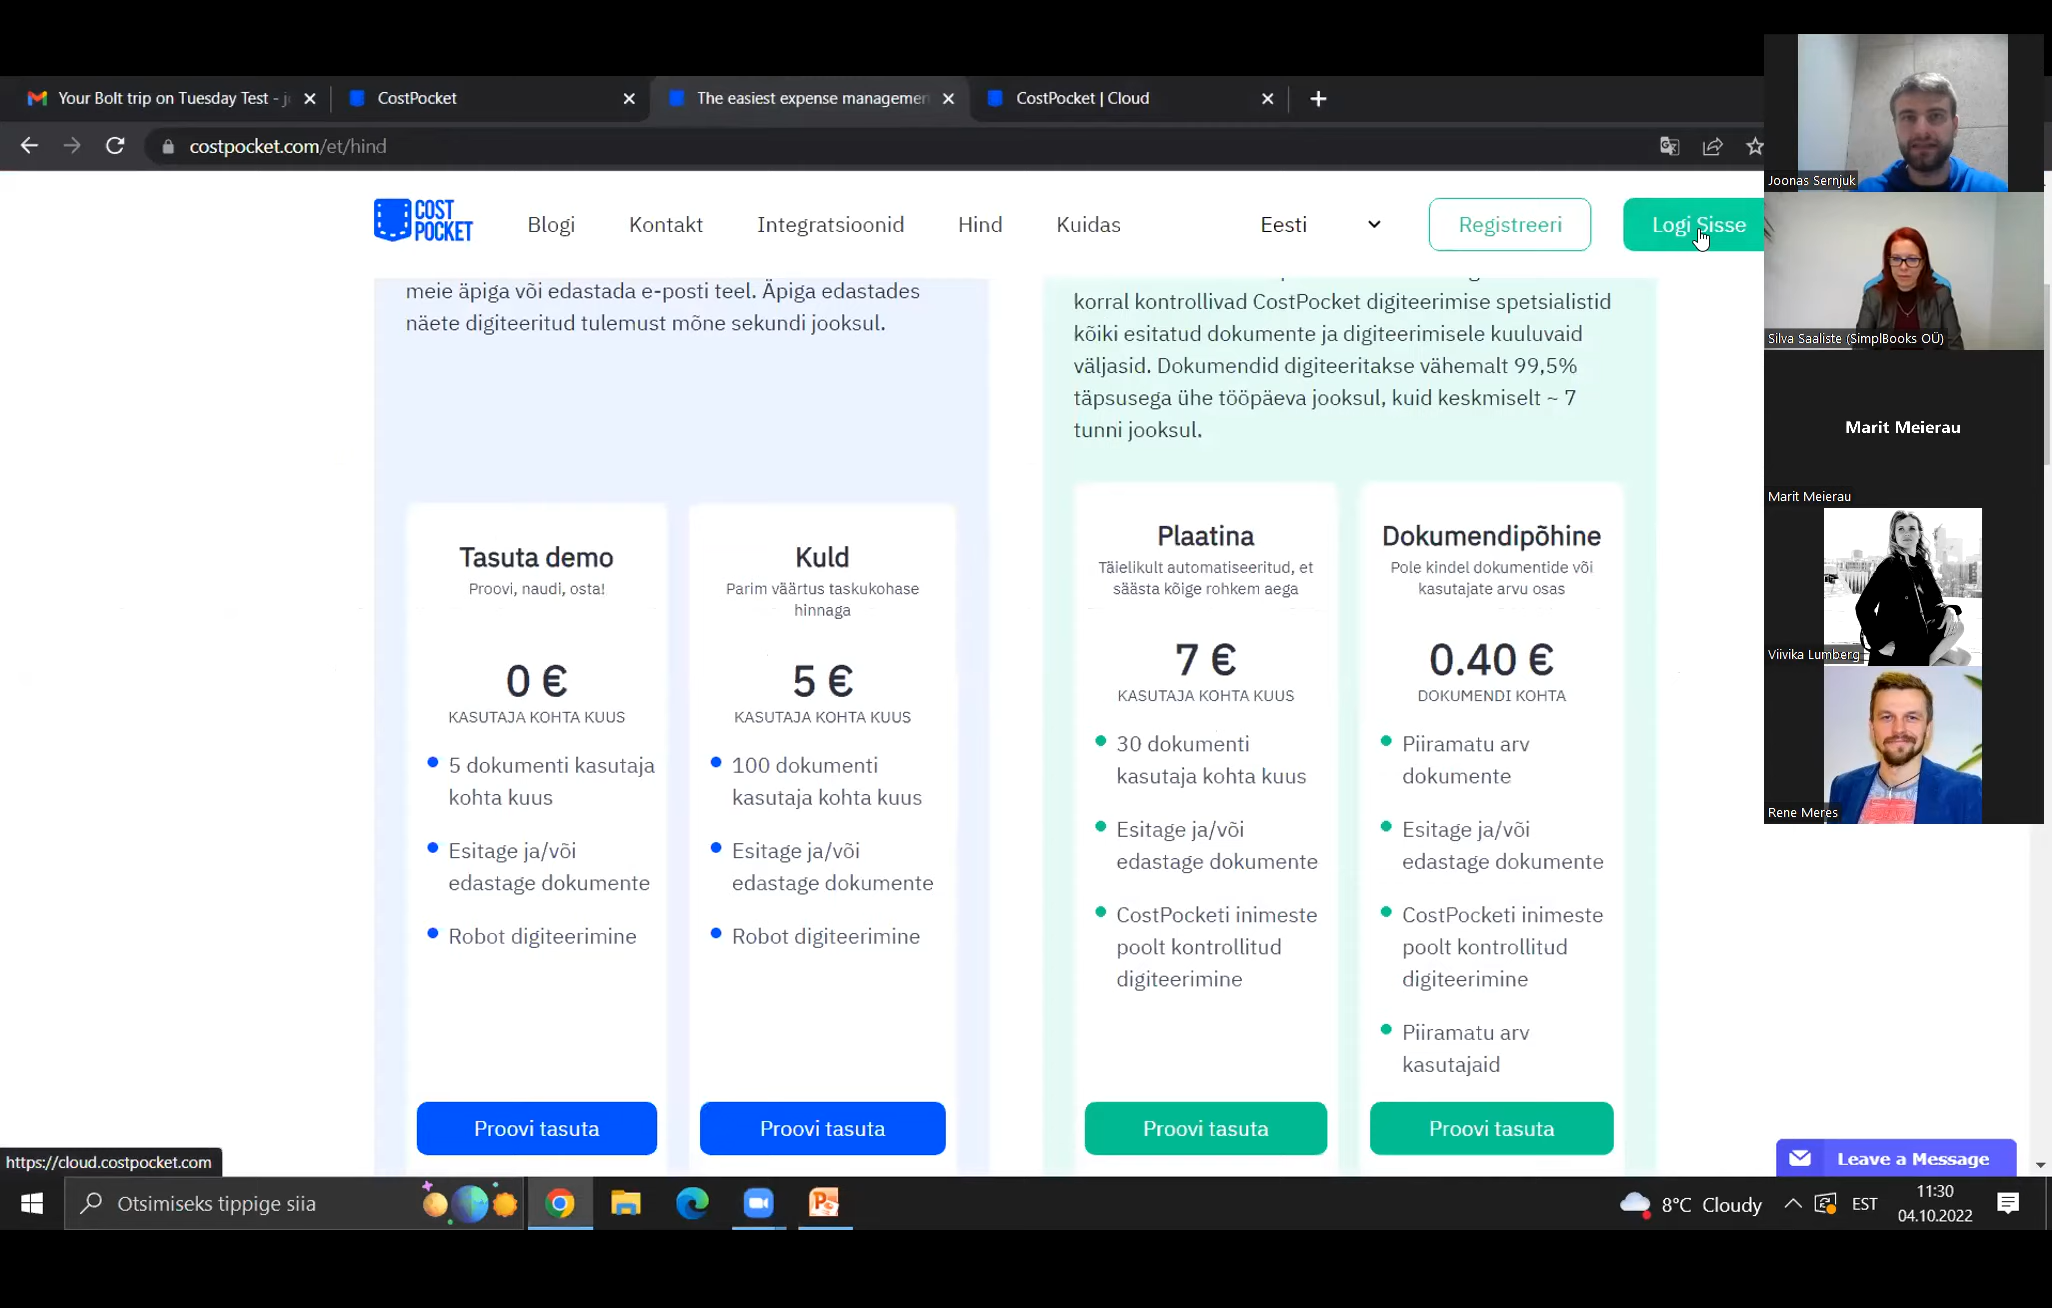 Your Bolt trip on Tuesday Test - j
CostPocket
The easiest expense managemen
CostPocket | Cloud
costpocket.com/et/hind
COST
POCKET
Blogi
Kontakt
Integratsioonid
Hind
Kuidas
Eesti
Registreeri
Logi Sisse
meie äpiga või edastada e-posti teel. Äpiga edastades
näete digiteeritud tulemust mõne sekundi jooksul.
korral kontrollivad CostPocket digiteerimise spetsialistid
kõiki esitatud dokumente ja digiteerimisele kuuluvaid
väljasid. Dokumendid digiteeritakse vähemalt 99,5%
täpsusega ühe tööpäeva jooksul, kuid keskmiselt ~ 7
tunni jooksul.
Tasuta demo
Proovi, naudi, osta!
0 €
KASUTAJA KOHTA KUUS
5 dokumenti kasutaja
kohta kuus
Esitage ja/või
edastage dokumente
Robot digiteerimine
Proovi tasuta
Kuld
Parim väärtus taskukohase
hinnaga
5 €
KASUTAJA KOHTA KUUS
100 dokumenti
kasutaja kohta kuus
Esitage ja/või
edastage dokumente
Robot digiteerimine
Proovi tasuta
Plaatina
Täielikult automatiseeritud, et
säästa kõige rohkem aega
7 €
KASUTAJA KOHTA KUUS
30 dokumenti
kasutaja kohta kuus
Esitage ja/või
edastage dokumente
CostPocketi inimeste
poolt kontrollitud
digiteerimine
Proovi tasuta
Dokumendipõhine
Pole kindel dokumentide või
kasutajate arvu osas
0.40 €
DOKUMENDI KOHTA
Piiramatu arv
dokumente
Esitage ja/või
edastage dokumente
CostPocketi inimeste
poolt kontrollitud
digiteerimine
Piiramatu arv
kasutajaid
Proovi tasuta
Joonas Sernjuk
Silva Saaliste (SimplBooks OÜ)
Marit Meierau
Marit Meierau
Viivika Lumberg
Rene Meres
https://cloud.costpocket.com
Leave a Message
Otsimiseks tippige siia
8°C Cloudy
EST
11:30
04.10.2022